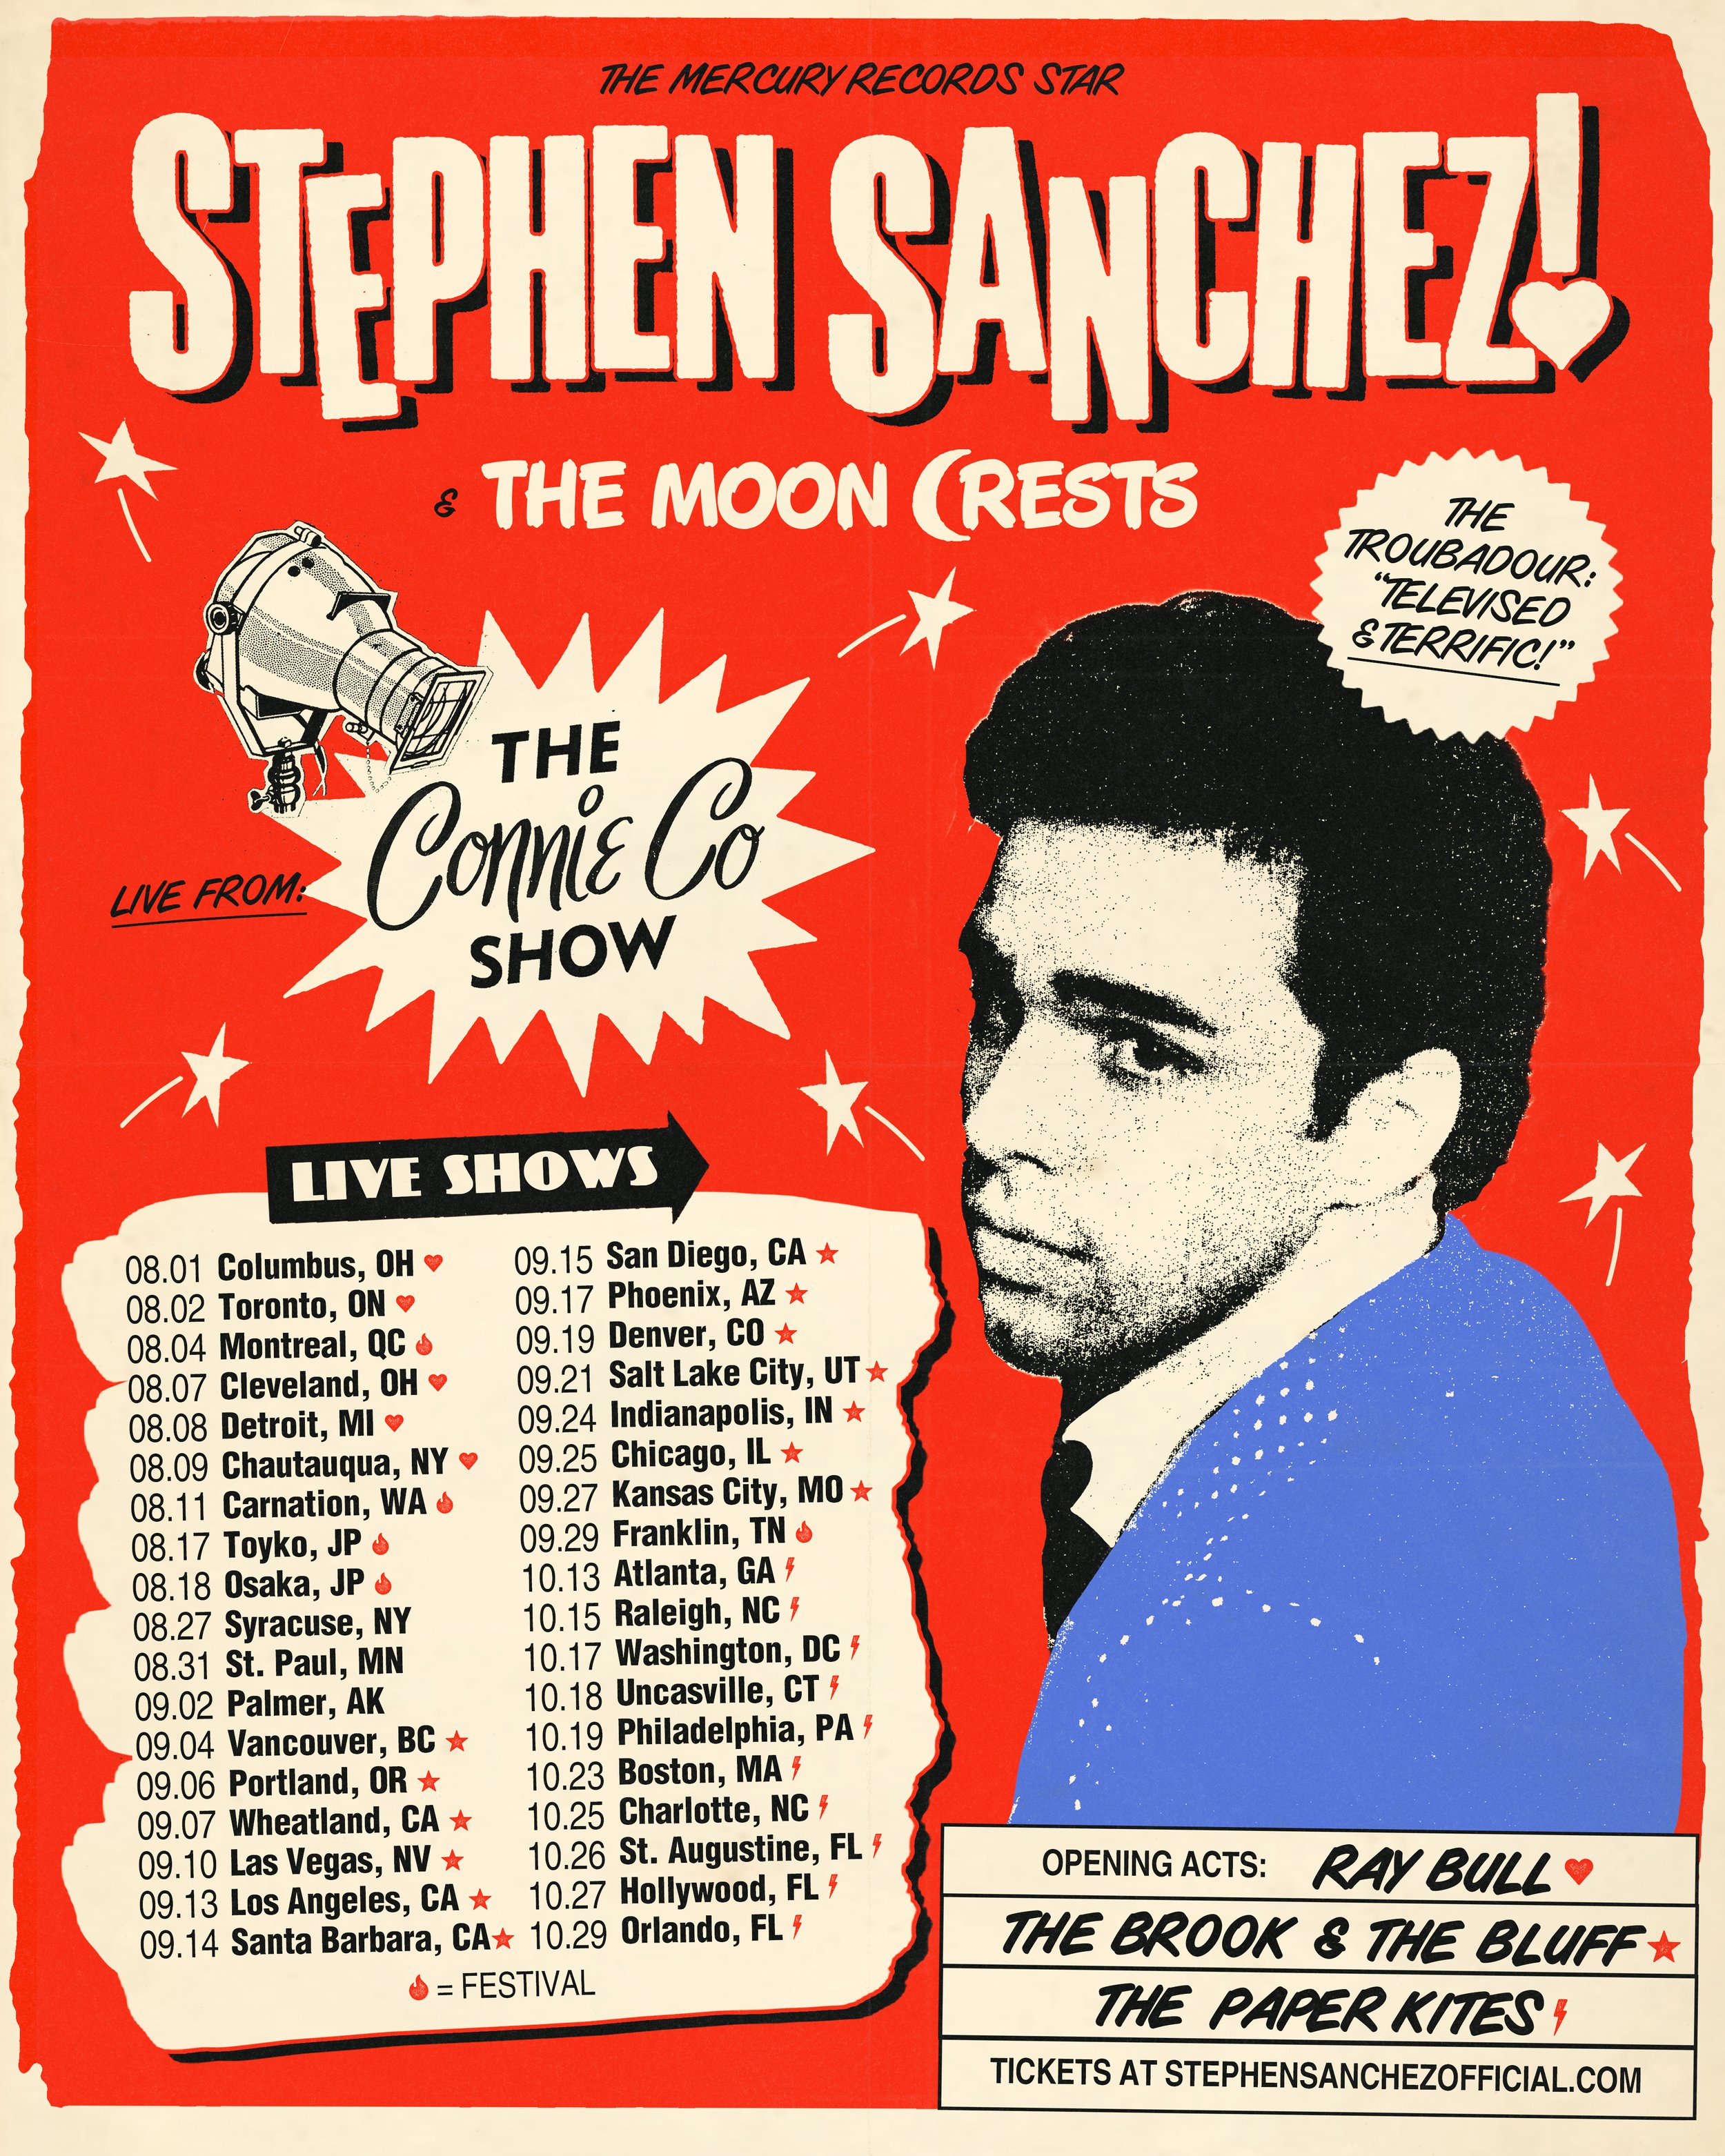 THE MERCURY RECORDS STAR
STEPHEN SANCHEZ!
& THE MOON CRESTS
THE
TROUBADOUR:
"TELEVISED
& TERRIFIC!"
THE
Connie Co
SHOW
LIVE FROM:
LIVE SHOWS
08.01 Columbus, OH
08.02 Toronto, ON
08.04 Montreal, QC
08.07 Cleveland, OH
08.08 Detroit, MI
08.09 Chautauqua, NY
08.11 Carnation, WA
08.17 Toyko, JP
08.18 Osaka, JP
08.27 Syracuse, NY
08.31 St. Paul, MN
09.02 Palmer, AK
09.04 Vancouver, BC
09.06 Portland, OR
09.07 Wheatland, CA
09.10 Las Vegas, NV
09.13 Los Angeles, CA
09.14 Santa Barbara, CA
09.15 San Diego, CA
09.17 Phoenix, AZ
09.19 Denver, CO
09.21 Salt Lake City, UT
09.24 Indianapolis, IN
09.25 Chicago, IL
09.27 Kansas City, MO
09.29 Franklin, TN
10.13 Atlanta, GA
10.15 Raleigh, NC
10.17 Washington, DC
10.18 Uncasville, CT
10.19 Philadelphia, PA
10.23 Boston, MA
10.25 Charlotte, NC
10.26 St. Augustine, FL
10.27 Hollywood, FL
10.29 Orlando, FL
= FESTIVAL
OPENING ACTS: RAY BULL
THE BROOK & THE BLUFF
THE PAPER KITES
TICKETS AT STEPHENSANCHEZOFFICIAL.COM